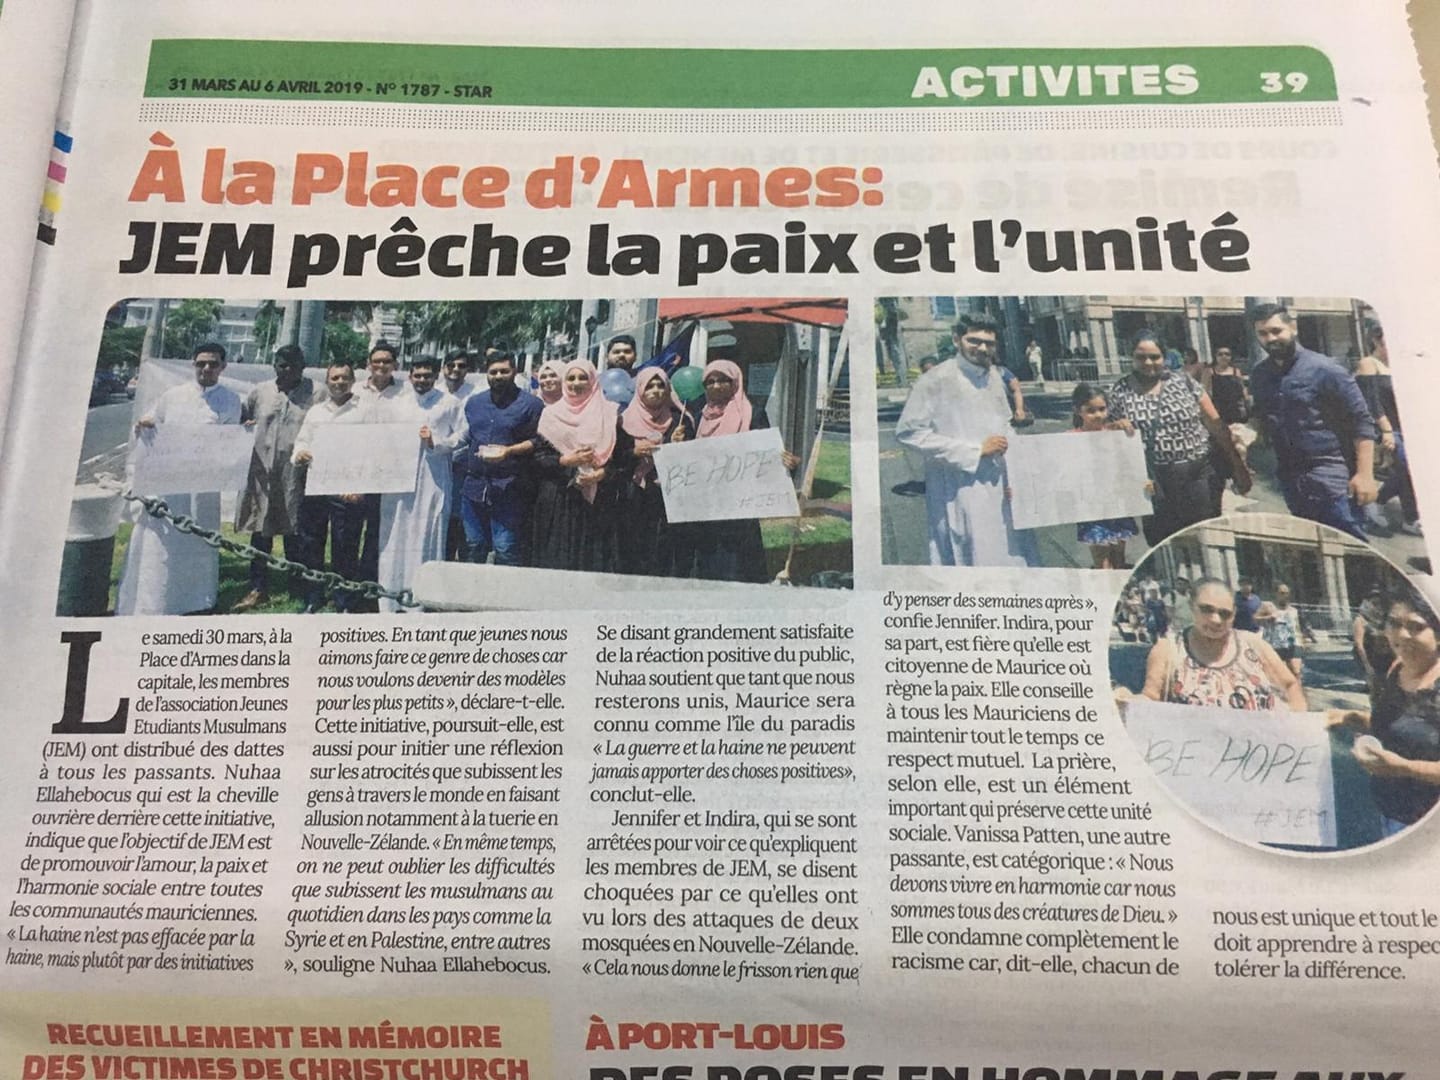 31 MARS AU 6 AVRIL 2019 - N° 1787 - STAR
ACTIVITES 39
À la Place d'Armes:
JEM prêche la paix et l'unité
BE HOPE
#JEM
BE HOPE
#JEM
Le samedi 30 mars, à la
Place d'Armes dans la
capitale, les membres
de l'association Jeunes
Etudiants Musulmans
(JEM) ont distribué des dattes
à tous les passants. Nuhaa
Ellahebocus qui est la cheville
ouvrière derrière cette initiative,
indique que l'objectif de JEM est
de promouvoir l'amour, la paix et
l'harmonie sociale entre toutes
les communautés mauriciennes.
« La haine n'est pas effacée par la
haine, mais plutôt par des initiatives
positives. En tant que jeunes nous
aimons faire ce genre de choses car
nous voulons devenir des modèles
pour les plus petits », déclare-t-elle.
Cette initiative, poursuit-elle, est
aussi pour initier une réflexion
sur les atrocités que subissent les
gens à travers le monde en faisant
allusion notamment à la tuerie en
Nouvelle-Zélande. « En même temps,
on ne peut oublier les difficultés
que subissent les musulmans au
quotidien dans les pays comme la
Syrie et en Palestine, entre autres
», souligne Nuhaa Ellahebocus.
Se disant grandement satisfaite
de la réaction positive du public,
Nuhaa soutient que tant que nous
resterons unis, Maurice sera
connu comme l'île du paradis
« La guerre et la haine ne peuvent
jamais apporter des choses positives»,
conclut-elle.
Jennifer et Indira, qui se sont
arrêtées pour voir ce qu'expliquent
les membres de JEM, se disent
choquées par ce qu'elles ont
vu lors des attaques de deux
mosquées en Nouvelle-Zélande.
« Cela nous donne le frisson rien que
d'y penser des semaines après »,
confie Jennifer. Indira, pour
sa part, est fière qu'elle est
citoyenne de Maurice où
règne la paix. Elle conseille
à tous les Mauriciens de
maintenir tout le temps ce
respect mutuel. La prière,
selon elle, est un élément
important qui préserve cette unité
sociale. Vanissa Patten, une autre
passante, est catégorique : « Nous
devons vivre en harmonie car nous
sommes tous des créatures de Dieu. »
Elle condamne complètement le
racisme car, dit-elle, chacun de
nous est unique et tout le
doit apprendre à respec
tolérer la différence.
RECUEILLEMENT EN MÉMOIRE
DES VICTIMES DE CHRISTCHURCH
À PORT-LOUIS
DES POSES EN HOMMAGE AUX